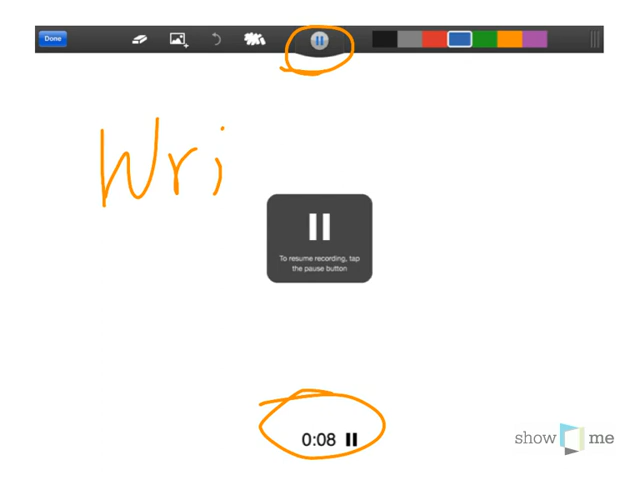 Done
Wri
To resume recording, tap
the pause button
0:08
show me